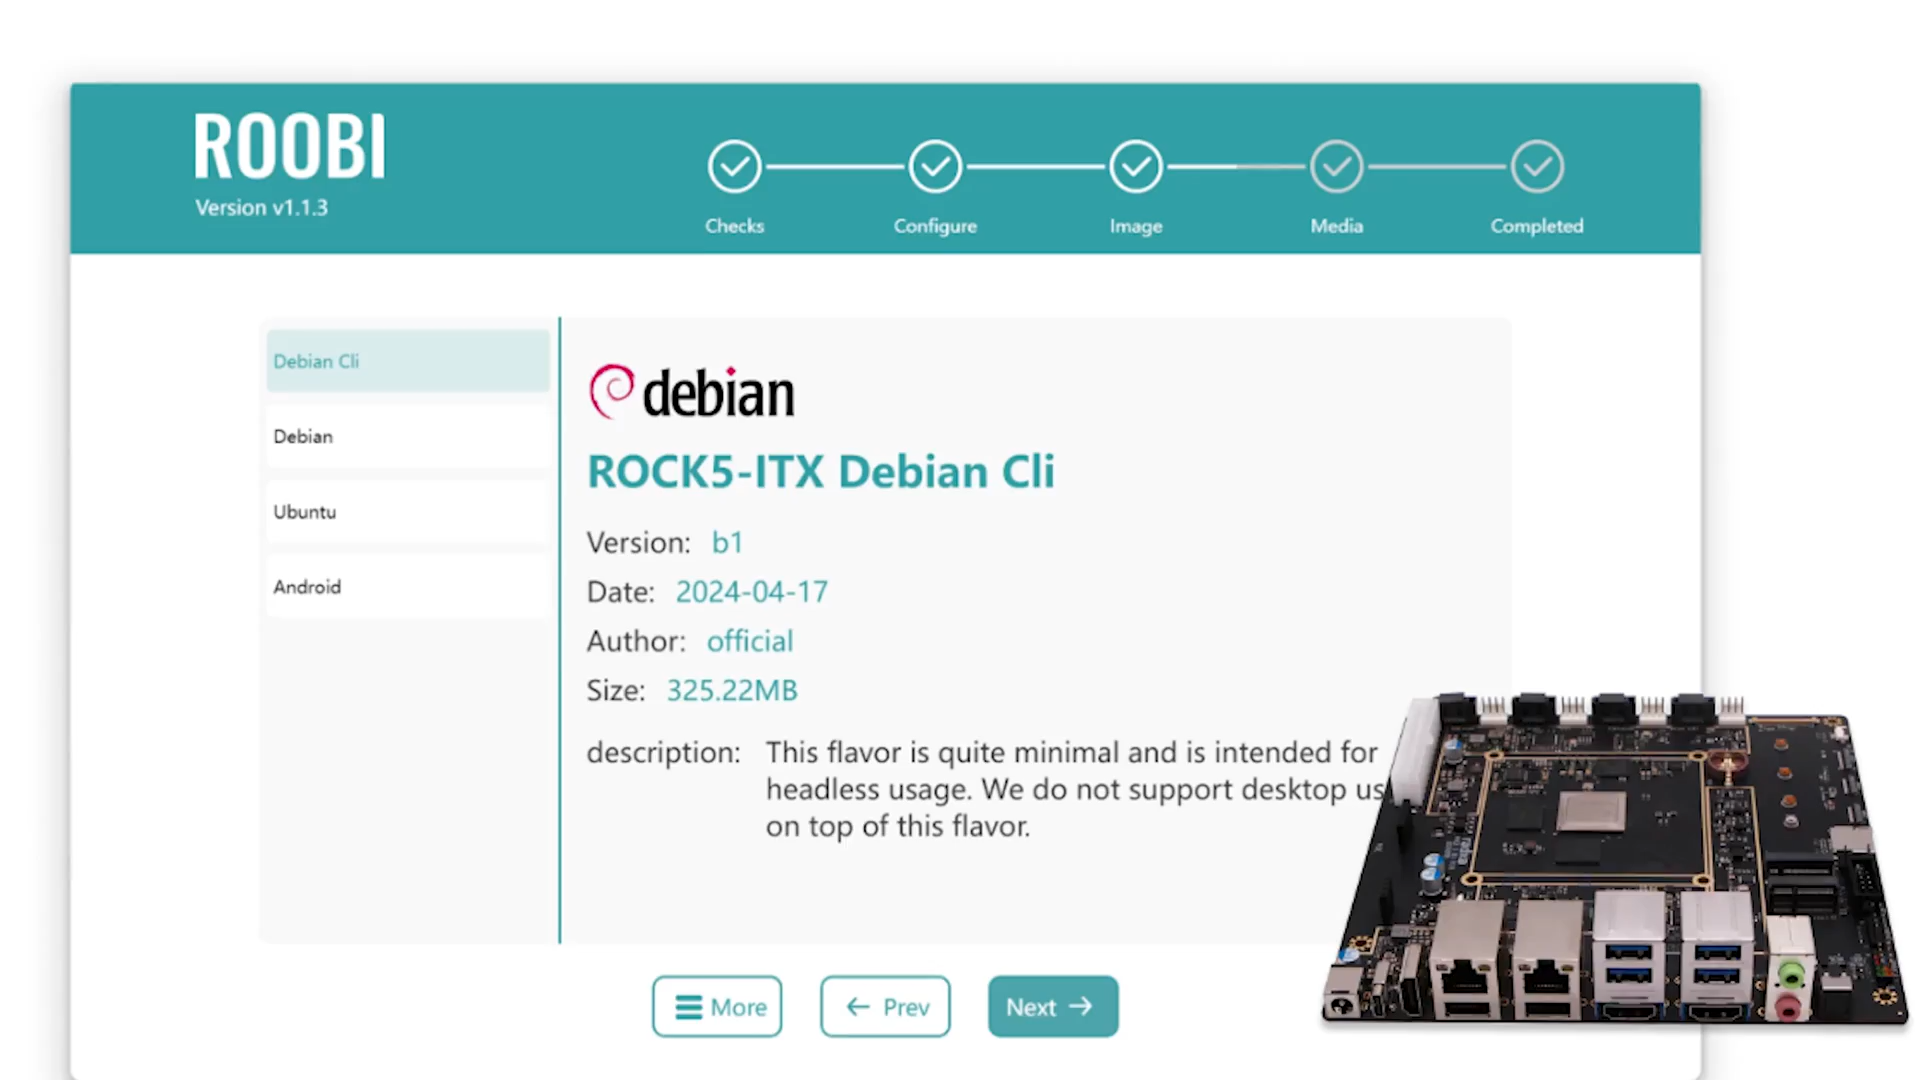 ROOBI
Version v1.1.3
Checks
Configure
Image
Media
Completed
Debian Cli
Debian
Ubuntu
Android
debian
ROCK5-ITX Debian Cli
Version: b1
Date: 2024-04-17
Author: official
Size: 325.22MB
description: This flavor is quite minimal and is intended for
headless usage. We do not support desktop us
on top of this flavor.
More
Prev
Next